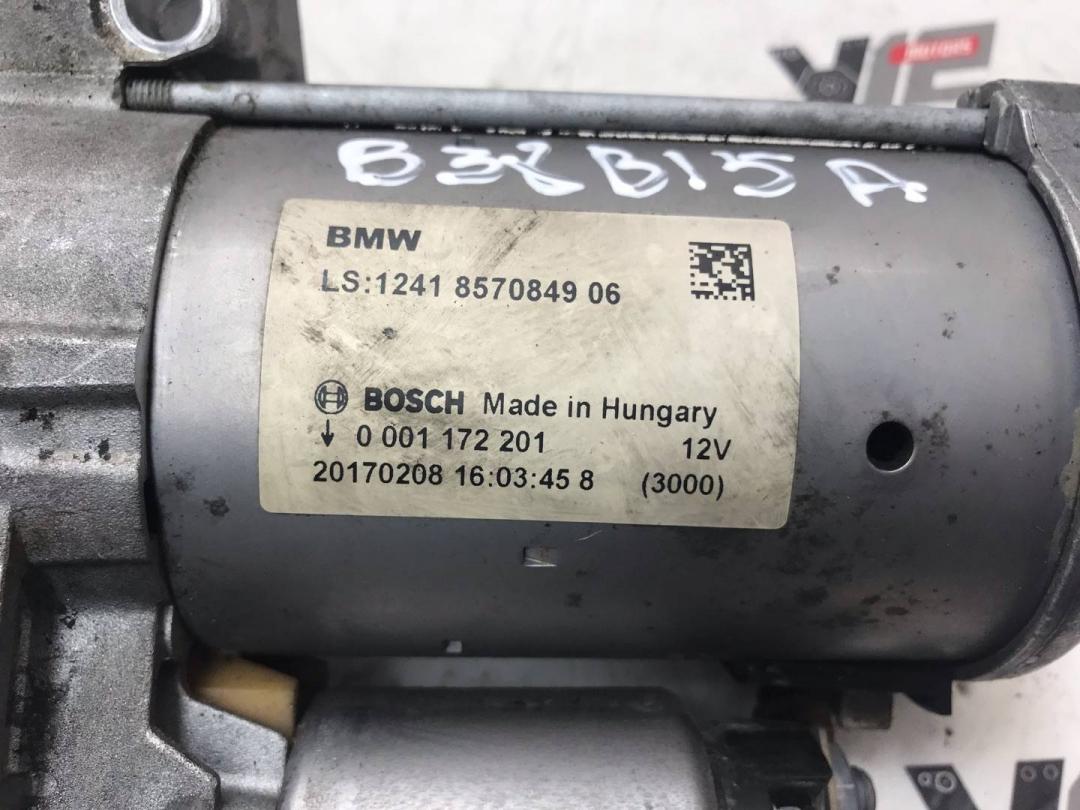 B38B15A
BMW
LS:1241 8570849 06
BOSCH Made in Hungary
0 001 172 201 12V
20170208 16:03:45 8 (3000)